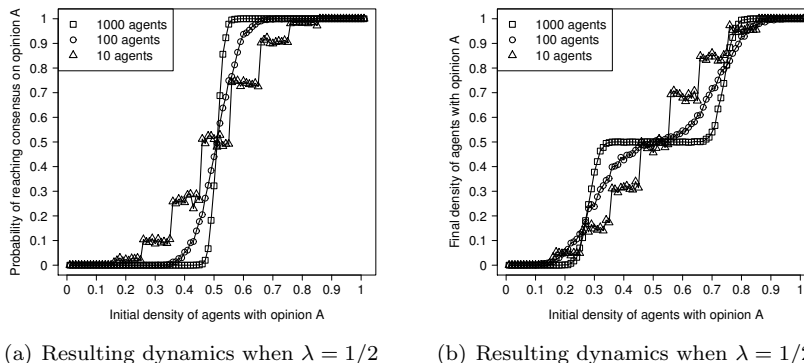 1000 agents
100 agents
10 agents
Probability of reaching consensus on opinion A
1
0.9
0.8
0.7
0.6
0.5
0.4
0.3
0.2
0.1
0
0 0.1 0.2 0.3 0.4 0.5 0.6 0.7 0.8 0.9 1
Initial density of agents with opinion A
(a) Resulting dynamics when λ = 1/2
1000 agents
100 agents
10 agents
Final density of agents with opinion A
1
0.9
0.8
0.7
0.6
0.5
0.4
0.3
0.2
0.1
0
0 0.1 0.2 0.3 0.4 0.5 0.6 0.7 0.8 0.9 1
Initial density of agents with opinion A
(b) Resulting dynamics when λ = 1/2